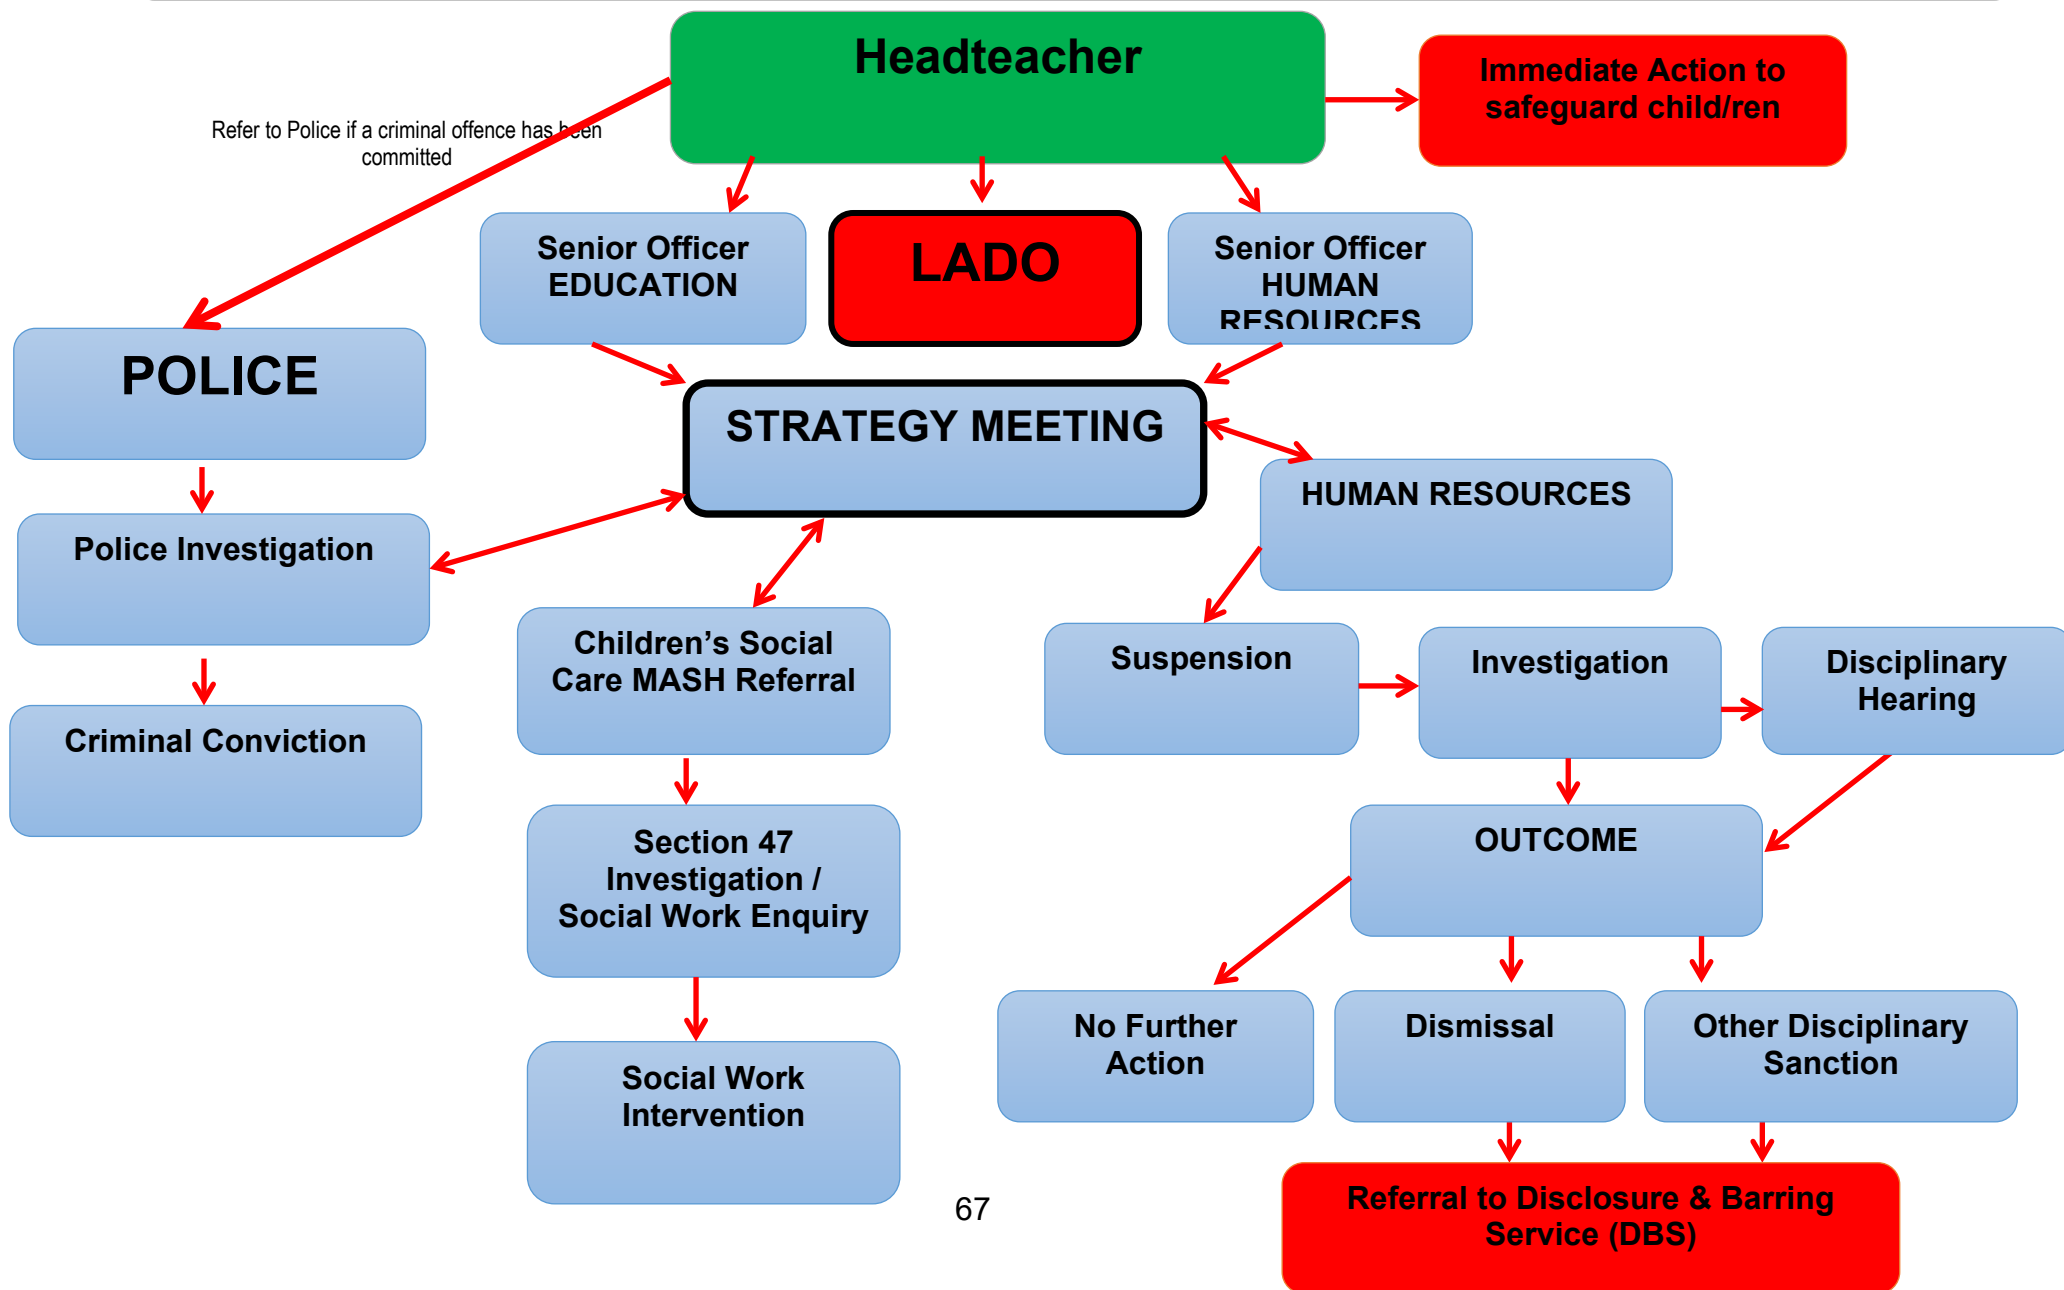 Headteacher
Immediate Action to
safeguard child/ren
Refer to Police if a criminal offence has been
committed
Senior Officer
EDUCATION
LADO
Senior Officer
HUMAN
RESOURCES
POLICE
STRATEGY MEETING
HUMAN RESOURCES
Police Investigation
Children’s Social
Care MASH Referral
Suspension
Investigation
Disciplinary
Hearing
Criminal Conviction
Section 47
Investigation /
Social Work Enquiry
OUTCOME
No Further
Action
Dismissal
Other Disciplinary
Sanction
Social Work
Intervention
Referral to Disclosure & Barring
Service (DBS)
67